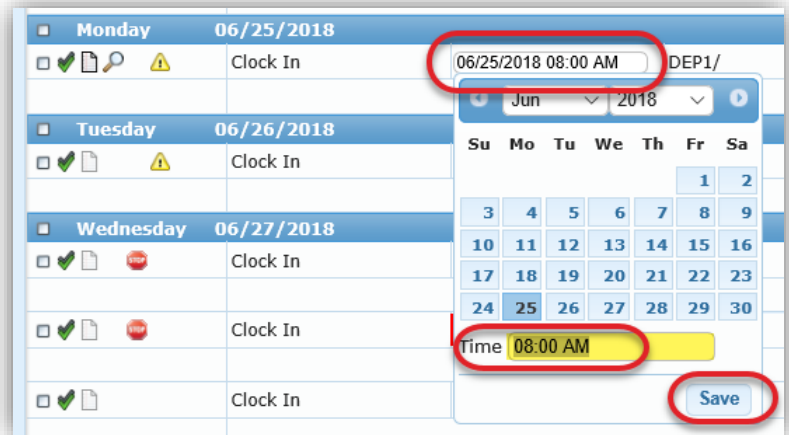 Monday 06/25/2018
Clock In 06/25/2018 08:00 AM DEP1/
Jun 2018
Su Mo Tu We Th Fr Sa
1 2
3 4 5 6 7 8 9
10 11 12 13 14 15 16
17 18 19 20 21 22 23
24 25 26 27 28 29 30
Time 08:00 AM
Save
Tuesday 06/26/2018
Clock In
Wednesday 06/27/2018
STOP Clock In
STOP Clock In
Clock In